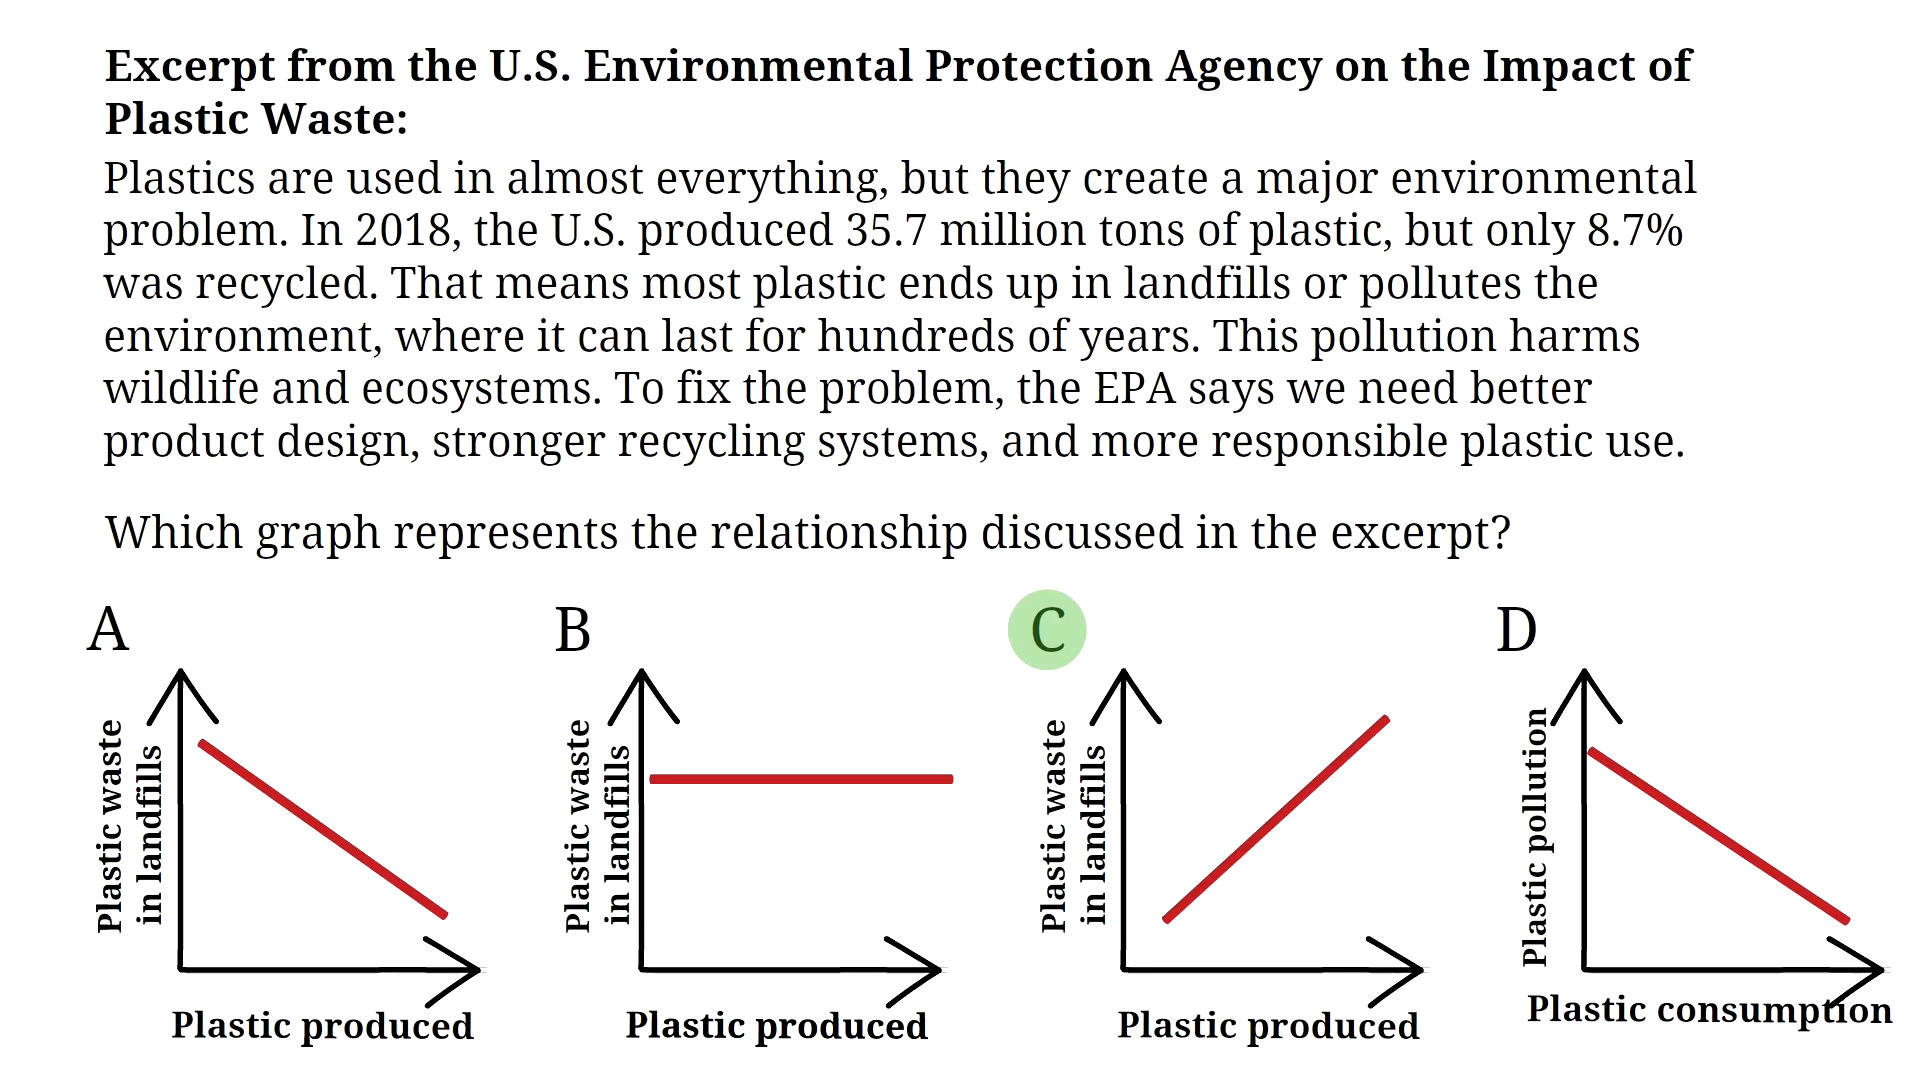 Excerpt from the U.S. Environmental Protection Agency on the Impact of
Plastic Waste:
Plastics are used in almost everything, but they create a major environmental
problem. In 2018, the U.S. produced 35.7 million tons of plastic, but only 8.7%
was recycled. That means most plastic ends up in landfills or pollutes the
environment, where it can last for hundreds of years. This pollution harms
wildlife and ecosystems. To fix the problem, the EPA says we need better
product design, stronger recycling systems, and more responsible plastic use.
Which graph represents the relationship discussed in the excerpt?
A
Plastic waste
in landfills
Plastic produced
B
Plastic waste
in landfills
Plastic produced
C
Plastic waste
in landfills
Plastic produced
D
Plastic pollution
Plastic consumption